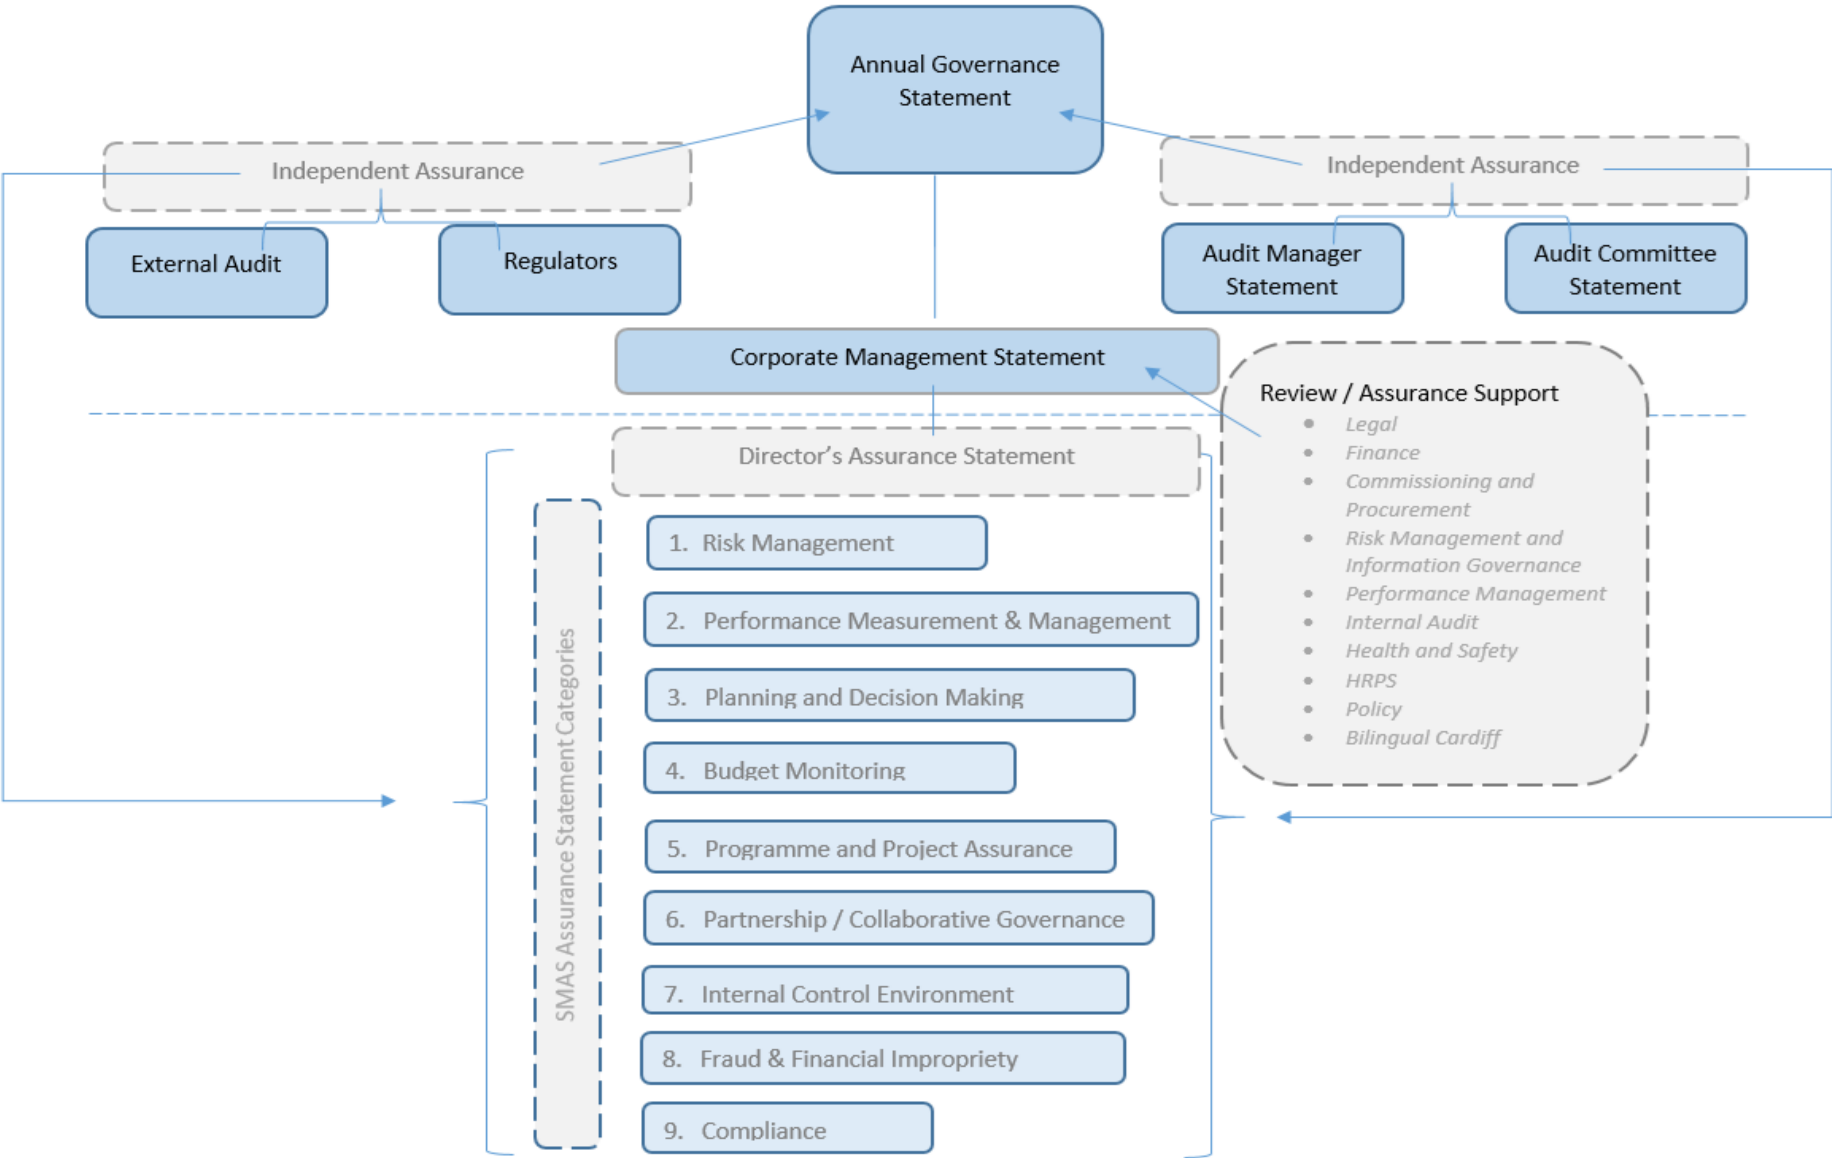 Annual Governance
Statement
Independent Assurance
Independent Assurance
External Audit
Regulators
Audit Manager
Statement
Audit Committee
Statement
Corporate Management Statement
Review / Assurance Support
• Legal
• Finance
• Commissioning and
Procurement
• Risk Management and
Information Governance
• Performance Management
• Internal Audit
• Health and Safety
• HRPS
• Policy
• Bilingual Cardiff
Director’s Assurance Statement
SMAS Assurance Statement Categories
1. Risk Management
2. Performance Measurement & Management
3. Planning and Decision Making
4. Budget Monitoring
5. Programme and Project Assurance
6. Partnership / Collaborative Governance
7. Internal Control Environment
8. Fraud & Financial Impropriety
9. Compliance